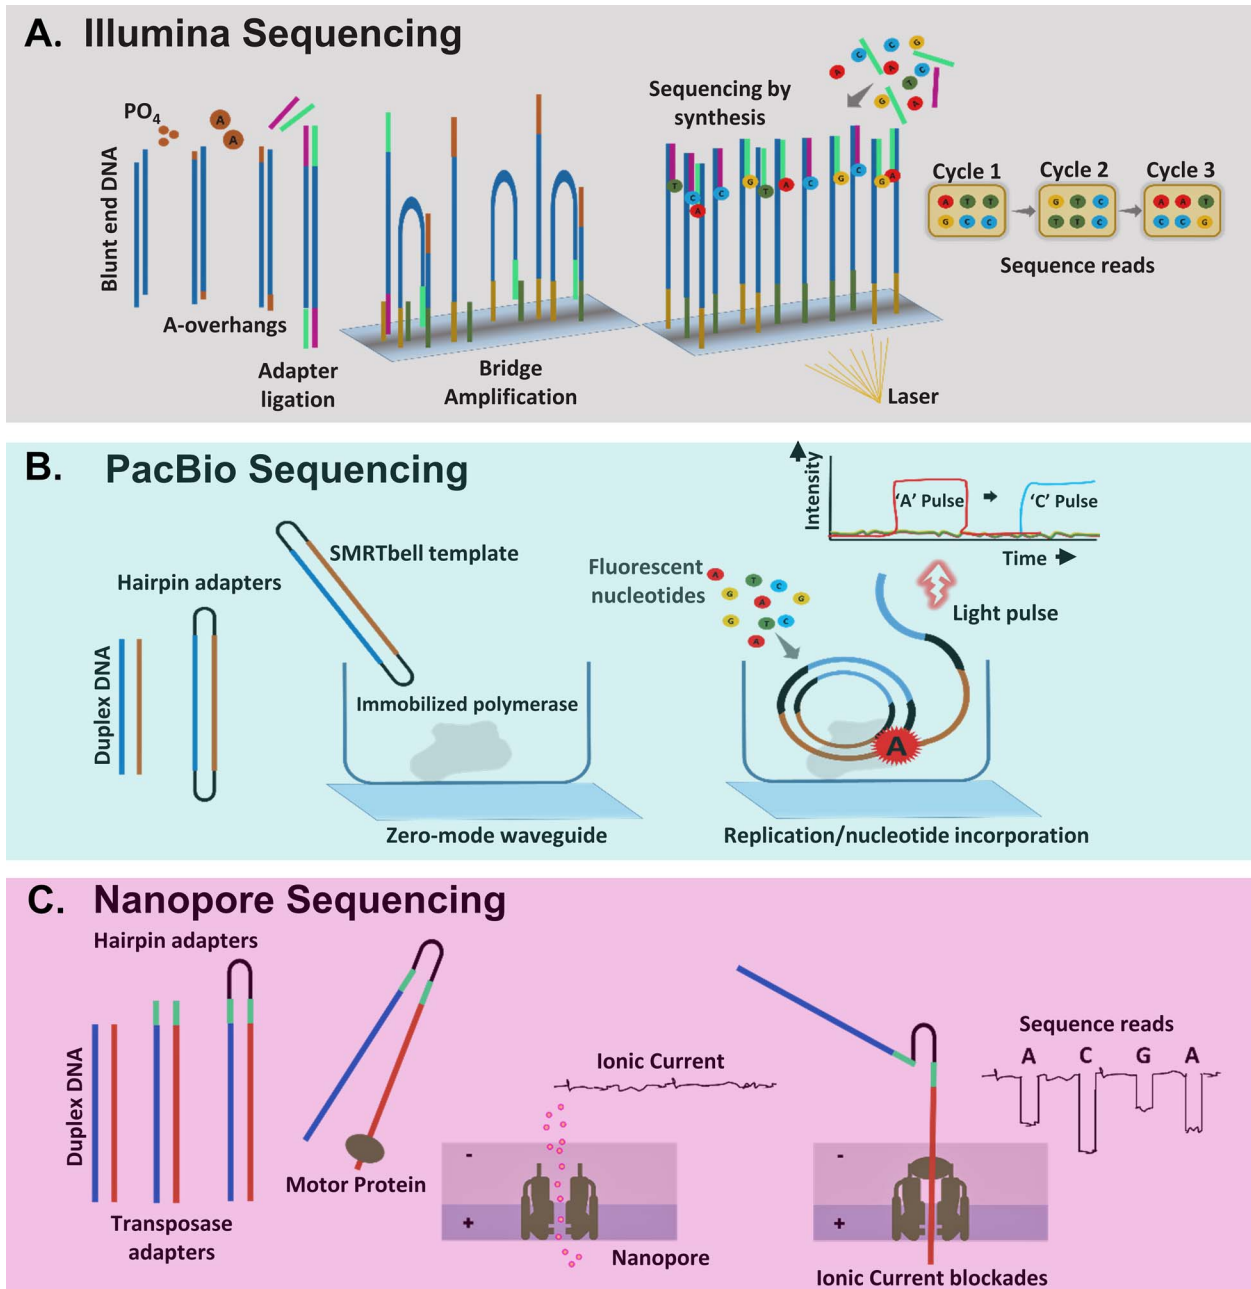 A. Illumina Sequencing
PO4
A
A
Blunt end DNA
A-overhangs
Adapter
ligation
Bridge
Amplification
Sequencing by
synthesis
C C G
A A C
T
G A
T C A C G T A C G C G A
Laser
Cycle 1 Cycle 2 Cycle 3
A T T G T C A A T
G C C T T C C C G
Sequence reads
B. PacBio Sequencing
Duplex DNA
Hairpin adapters
SMRTbell template
Immobilized polymerase
Zero-mode waveguide
Fluorescent
nucleotides
A T C
G A G
G T C
A
A
Replication/nucleotide incorporation
Intensity
'A' Pulse
'C' Pulse
Time
Light pulse
C. Nanopore Sequencing
Hairpin adapters
Duplex DNA
Transposase
adapters
Motor Protein
Ionic Current
-
+
Nanopore
-
+
Ionic Current blockades
Sequence reads
A C G A